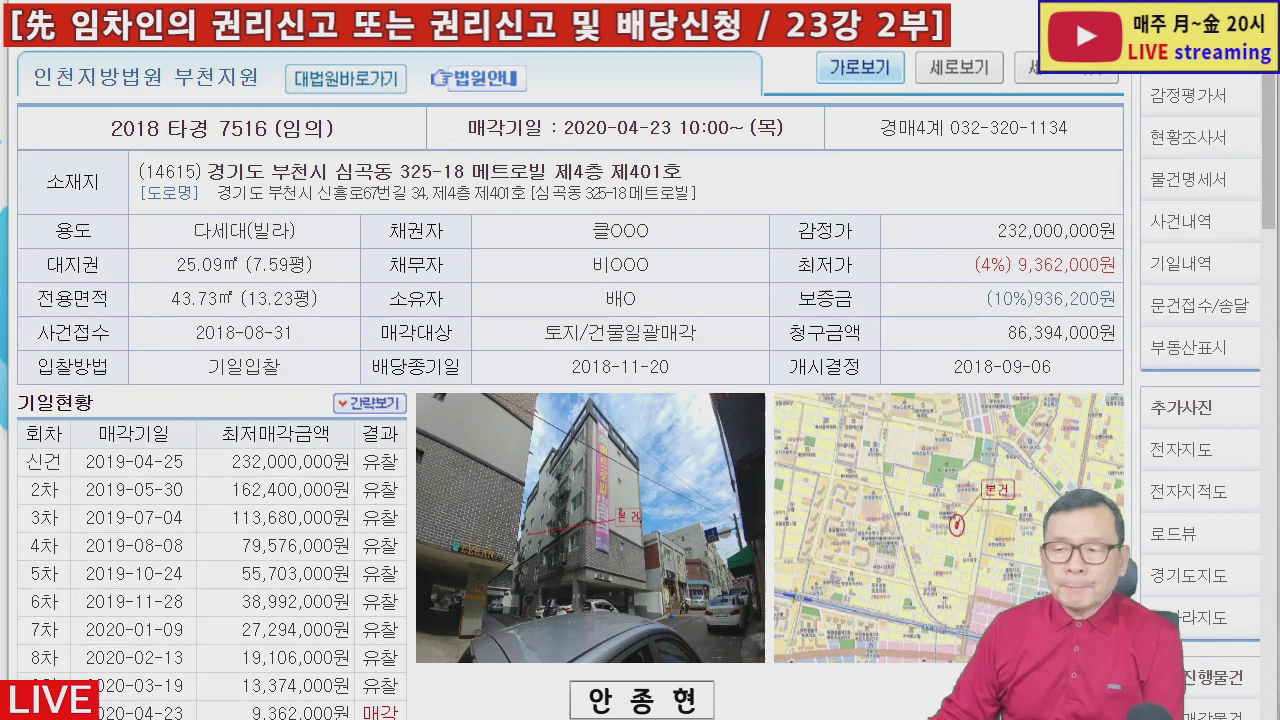 [先 임차인의 권리신고 또는 권리신고 및 배당신청 / 23강 2부]
매주 月~金 20시
LIVE streaming
인천지방법원 부천지원 대법원바로가기 법원안내 가로보기 세로보기
2018 타경 7516 (임의) 매각기일 : 2020-04-23 10:00~ (목) 경매4계 032-320-1134
소재지 (14615) 경기도 부천시 심곡동 325-18 메트로빌 제4층 제401호
[도로명] 경기도 부천시 신흥로67번길 34, 제4층 제401호 [심곡동 325-18 메트로빌]
용도 다세대(빌라) 채권자 클OOO 감정가 232,000,000원
대지권 25.09㎡ (7.59평) 채무자 비OOO 최저가 (4%) 9,362,000원
전용면적 43.73㎡ (13.23평) 소유자 배O 보증금 (10%)936,200원
사건접수 2018-08-31 매각대상 토지/건물일괄매각 청구금액 86,394,000원
입찰방법 기일입찰 배당종기일 2018-11-20 개시결정 2018-09-06
기일현황 간략보기
회차 매각기일 최저매각금액 결과
신건 2019-04-25 232,000,000원 유찰
2차 2019-05-30 162,400,000원 유찰
3차 113,680,000원 유찰
4차 79,576,000원 유찰
5차 2019-10-24 55,703,000원 유찰
6차 38,992,000원 유찰
7차 2020-01-09 27,294,000원 유찰
8차 19,106,000원 유찰
2020-03-19 13,374,000원 유찰
2020-04-23 9,362,000원 매각
본건
본건
감정평가서
현황조사서
물건명세서
사건내역
기일내역
문건접수/송달
부동산표시
추가사진
전자지도
전자지적도
로드뷰
경기도지도
진행물건
매각물건
LIVE
안 종 현